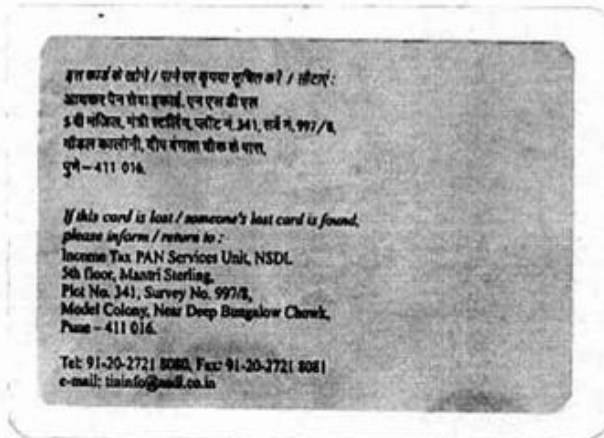 इस कार्ड के खोने / पाने पर कृपया सूचित करें / लौटाएं :
आयकर पैन सेवा इकाई, एन एस डी एल
5 वी मंजिल, मंत्री स्टर्लिंग, प्लॉट नं. 341, सर्वे नं. 997/8,
मॉडल कालोनी, दीप बंगला चौक के पास,
पुणे – 411 016.
If this card is lost / someone's lost card is found,
please inform / return to :
Income Tax PAN Services Unit, NSDL
5th floor, Mantri Sterling,
Plot No. 341, Survey No. 997/8,
Model Colony, Near Deep Bungalow Chowk,
Pune – 411 016.
Tel: 91-20-2721 8080, Fax: 91-20-2721 8081
e-mail: tininfo@nsdl.co.in